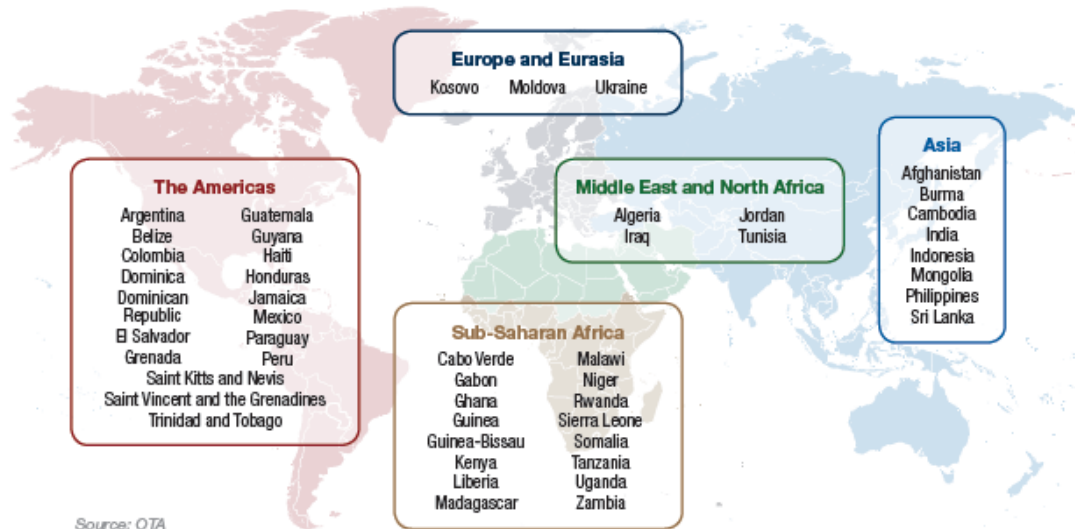 Europe and Eurasia
Kosovo Moldova Ukraine
Asia
Afghanistan
Burma
Cambodia
India
Indonesia
Mongolia
Philippines
Sri Lanka
The Americas
Argentina Guatemala
Belize Guyana
Colombia Haiti
Dominica Honduras
Dominican Jamaica
Republic Mexico
El Salvador Paraguay
Grenada Peru
Saint Kitts and Nevis
Saint Vincent and the Grenadines
Trinidad and Tobago
Middle East and North Africa
Algeria Jordan
Iraq Tunisia
Sub-Saharan Africa
Cabo Verde Malawi
Gabon Niger
Ghana Rwanda
Guinea Sierra Leone
Guinea-Bissau Somalia
Kenya Tanzania
Liberia Uganda
Madagascar Zambia
Source: OTA